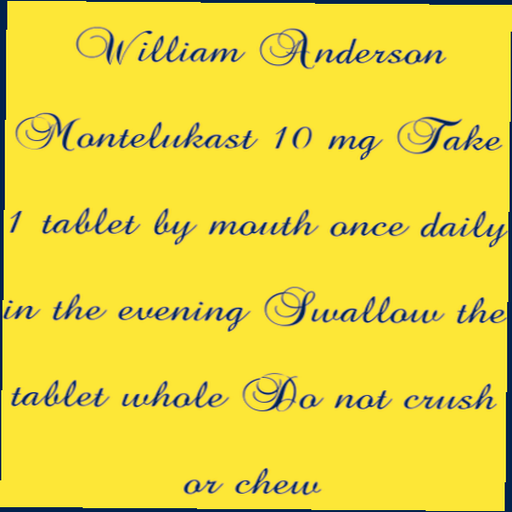 William Anderson
Montelukast 10 mg Take
1 tablet by mouth once daily
in the evening Swallow the
tablet whole Do not crush
or chew